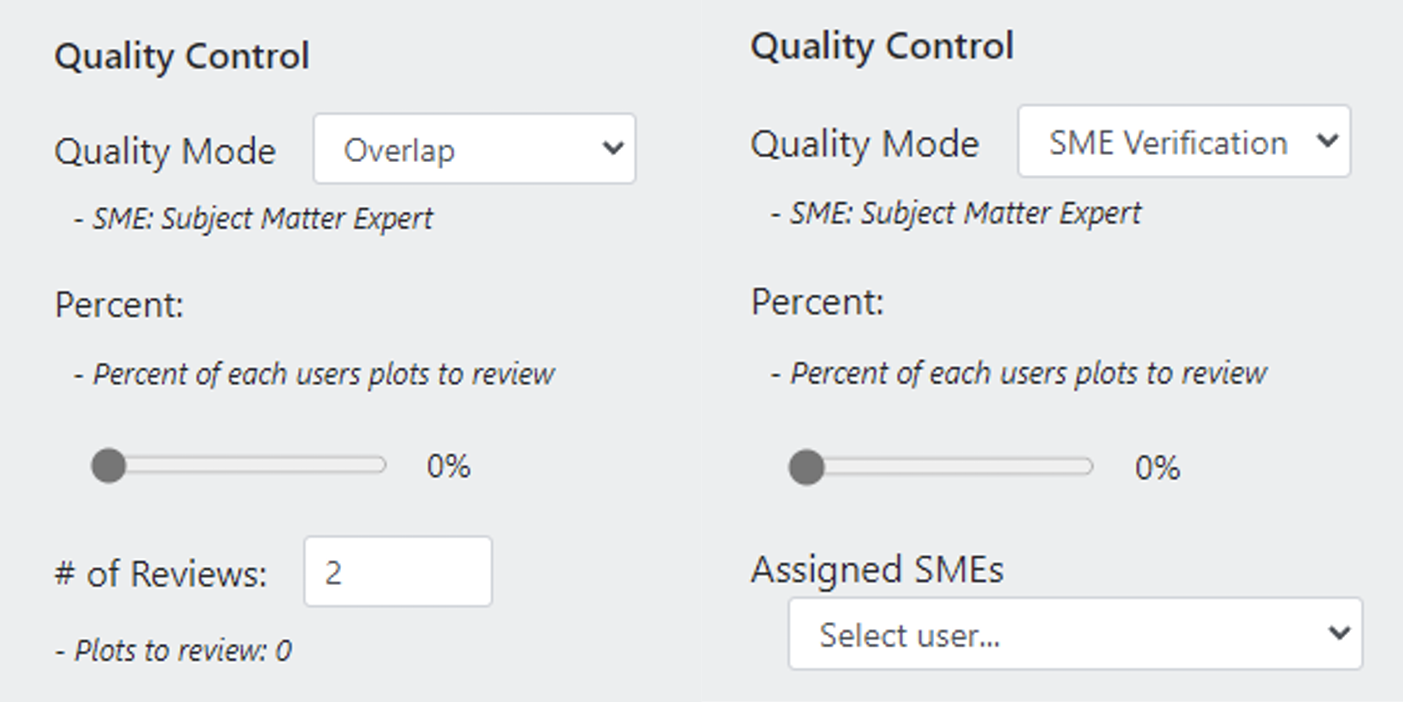 Quality Control
Quality Mode Overlap
- SME: Subject Matter Expert
Percent:
- Percent of each users plots to review
0%
# of Reviews: 2
- Plots to review: 0
Quality Control
Quality Mode SME Verification
- SME: Subject Matter Expert
Percent:
- Percent of each users plots to review
0%
Assigned SMEs
Select user...